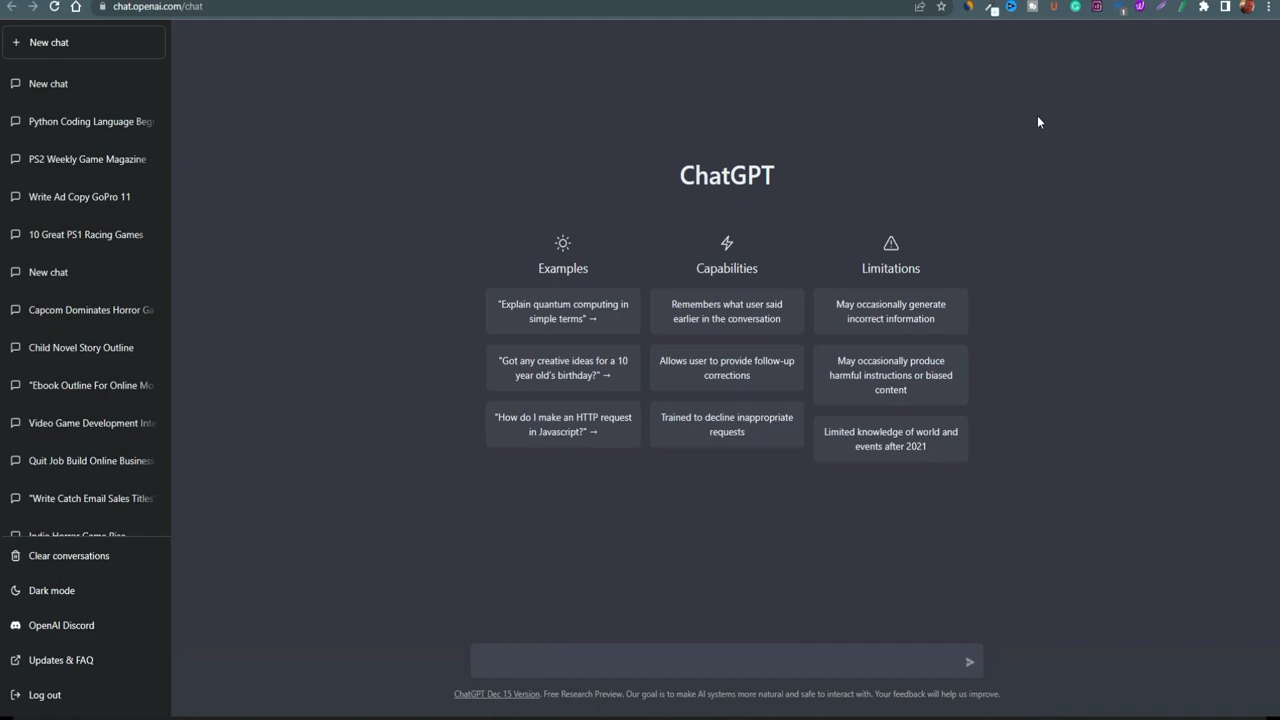 chat.openai.com/chat
New chat
New chat
Python Coding Language Beg
PS2 Weekly Game Magazine
Write Ad Copy GoPro 11
10 Great PS1 Racing Games
New chat
Capcom Dominates Horror Ga
Child Novel Story Outline
"Ebook Outline For Online Mo
Video Game Development Inte
Quit Job Build Online Business
"Write Catch Email Sales Titles"
Indie Horror Game Rise
Clear conversations
Dark mode
OpenAI Discord
Updates & FAQ
Log out
ChatGPT
Examples
"Explain quantum computing in
simple terms" →
"Got any creative ideas for a 10
year old's birthday?" →
"How do I make an HTTP request
in Javascript?" →
Capabilities
Remembers what user said
earlier in the conversation
Allows user to provide follow-up
corrections
Trained to decline inappropriate
requests
Limitations
May occasionally generate
incorrect information
May occasionally produce
harmful instructions or biased
content
Limited knowledge of world and
events after 2021
ChatGPT Dec 15 Version. Free Research Preview. Our goal is to make AI systems more natural and safe to interact with. Your feedback will help us improve.